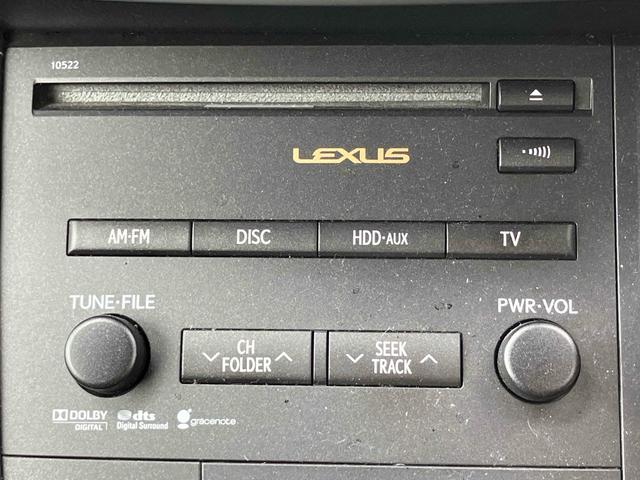 10522
LEXUS
AM·FM DISC HDD·AUX TV
TUNE·FILE PWR·VOL
CH
FOLDER
SEEK
TRACK
DOLBY
DIGITAL
dts
Digital Surround
gracenote